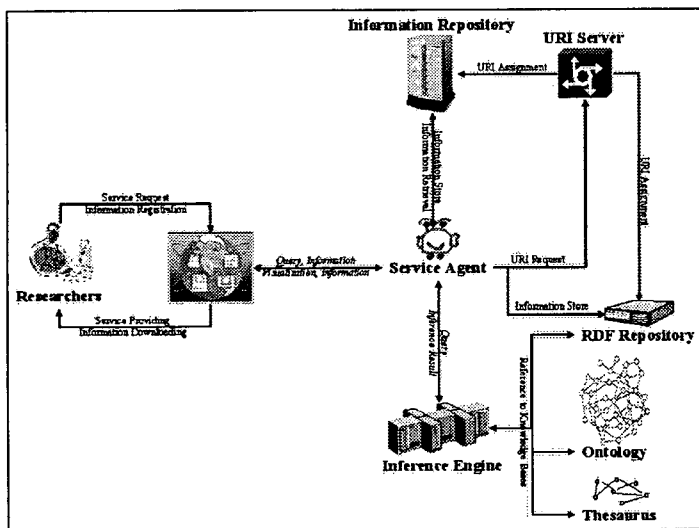 Information Repository
URI Server
URI Assignment
Information Store
Information Retrieval
URI Assignment
Service Request
Information Registration
Query, Information
Visualization, Information
Service Agent
URI Request
Researchers
Service Providing
Information Downloading
Information Store
RDF Repository
Query
Inference Result
Reference to
Knowledge Bases
Inference Engine
Ontology
Thesaurus